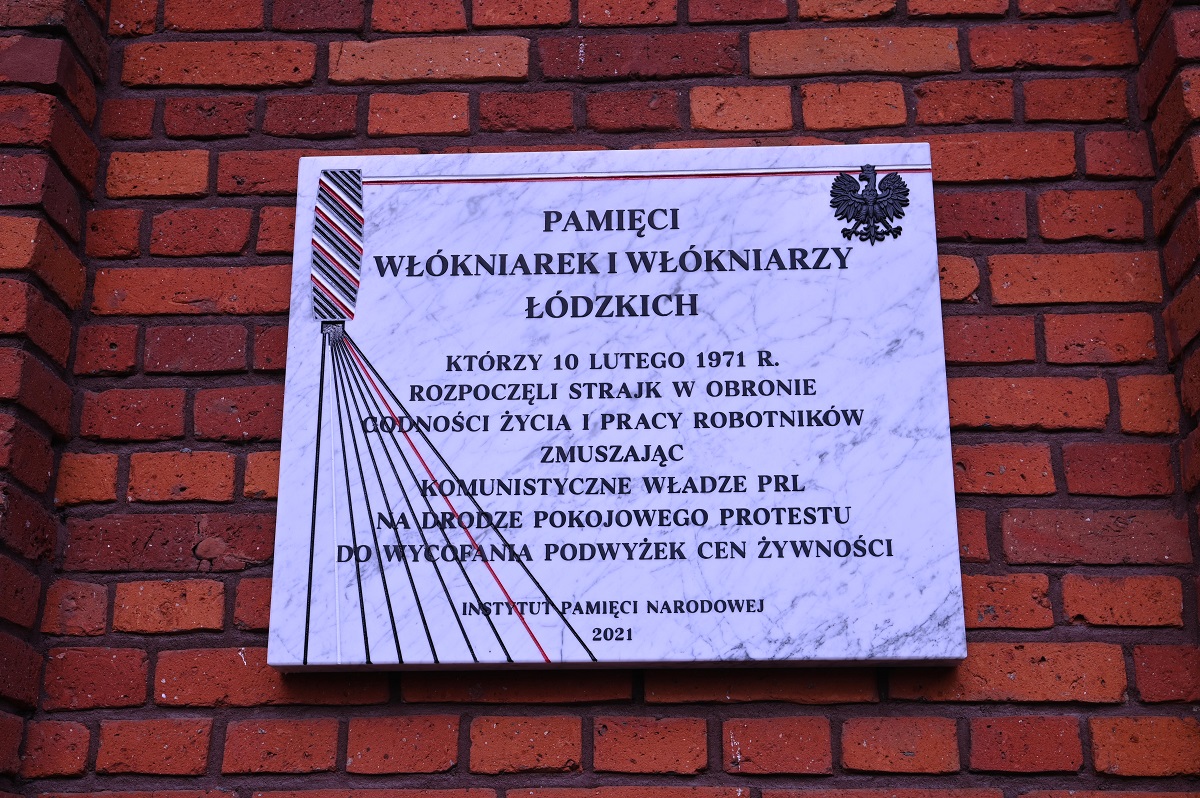 PAMIĘCI
WŁÓKNIAREK I WŁÓKNIARZY
ŁÓDZKICH
KTÓRZY 10 LUTEGO 1971 R.
ROZPOCZĘLI STRAJK W OBRONIE
GODNOŚCI ŻYCIA I PRACY ROBOTNIKÓW
ZMUSZAJĄC
KOMUNISTYCZNE WŁADZE PRL
NA DRODZE POKOJOWEGO PROTESTU
DO WYCOFANIA PODWYŻEK CEN ŻYWNOŚCI
INSTYTUT PAMIĘCI NARODOWEJ
2021